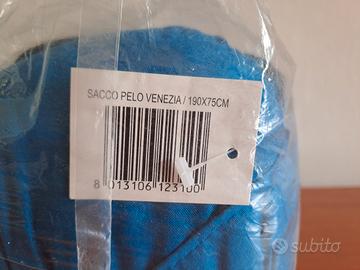 SACCO PELO VENEZIA / 190X75CM
8 013106 123100
subito